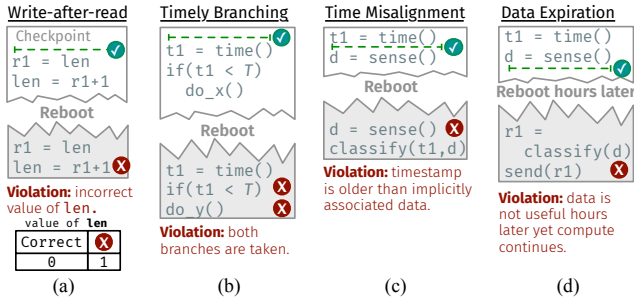 Write-after-read
Checkpoint
r1 = len
len = r1+1
Reboot
r1 = len
len = r1+1
Violation: incorrect
value of len.
value of len
Correct
0 1
(a)
Timely Branching
t1 = time()
if(t1 < T)
do_x()
Reboot
t1 = time()
if(t1 < T)
do_y()
Violation: both
branches are taken.
(b)
Time Misalignment
t1 = time()
d = sense()
Reboot
d = sense()
classify(t1,d)
Violation: timestamp
is older than implicitly
associated data.
(c)
Data Expiration
t1 = time()
d = sense()
Reboot hours later
r1 =
classify(d)
send(r1)
Violation: data is
not useful hours
later yet compute
continues.
(d)